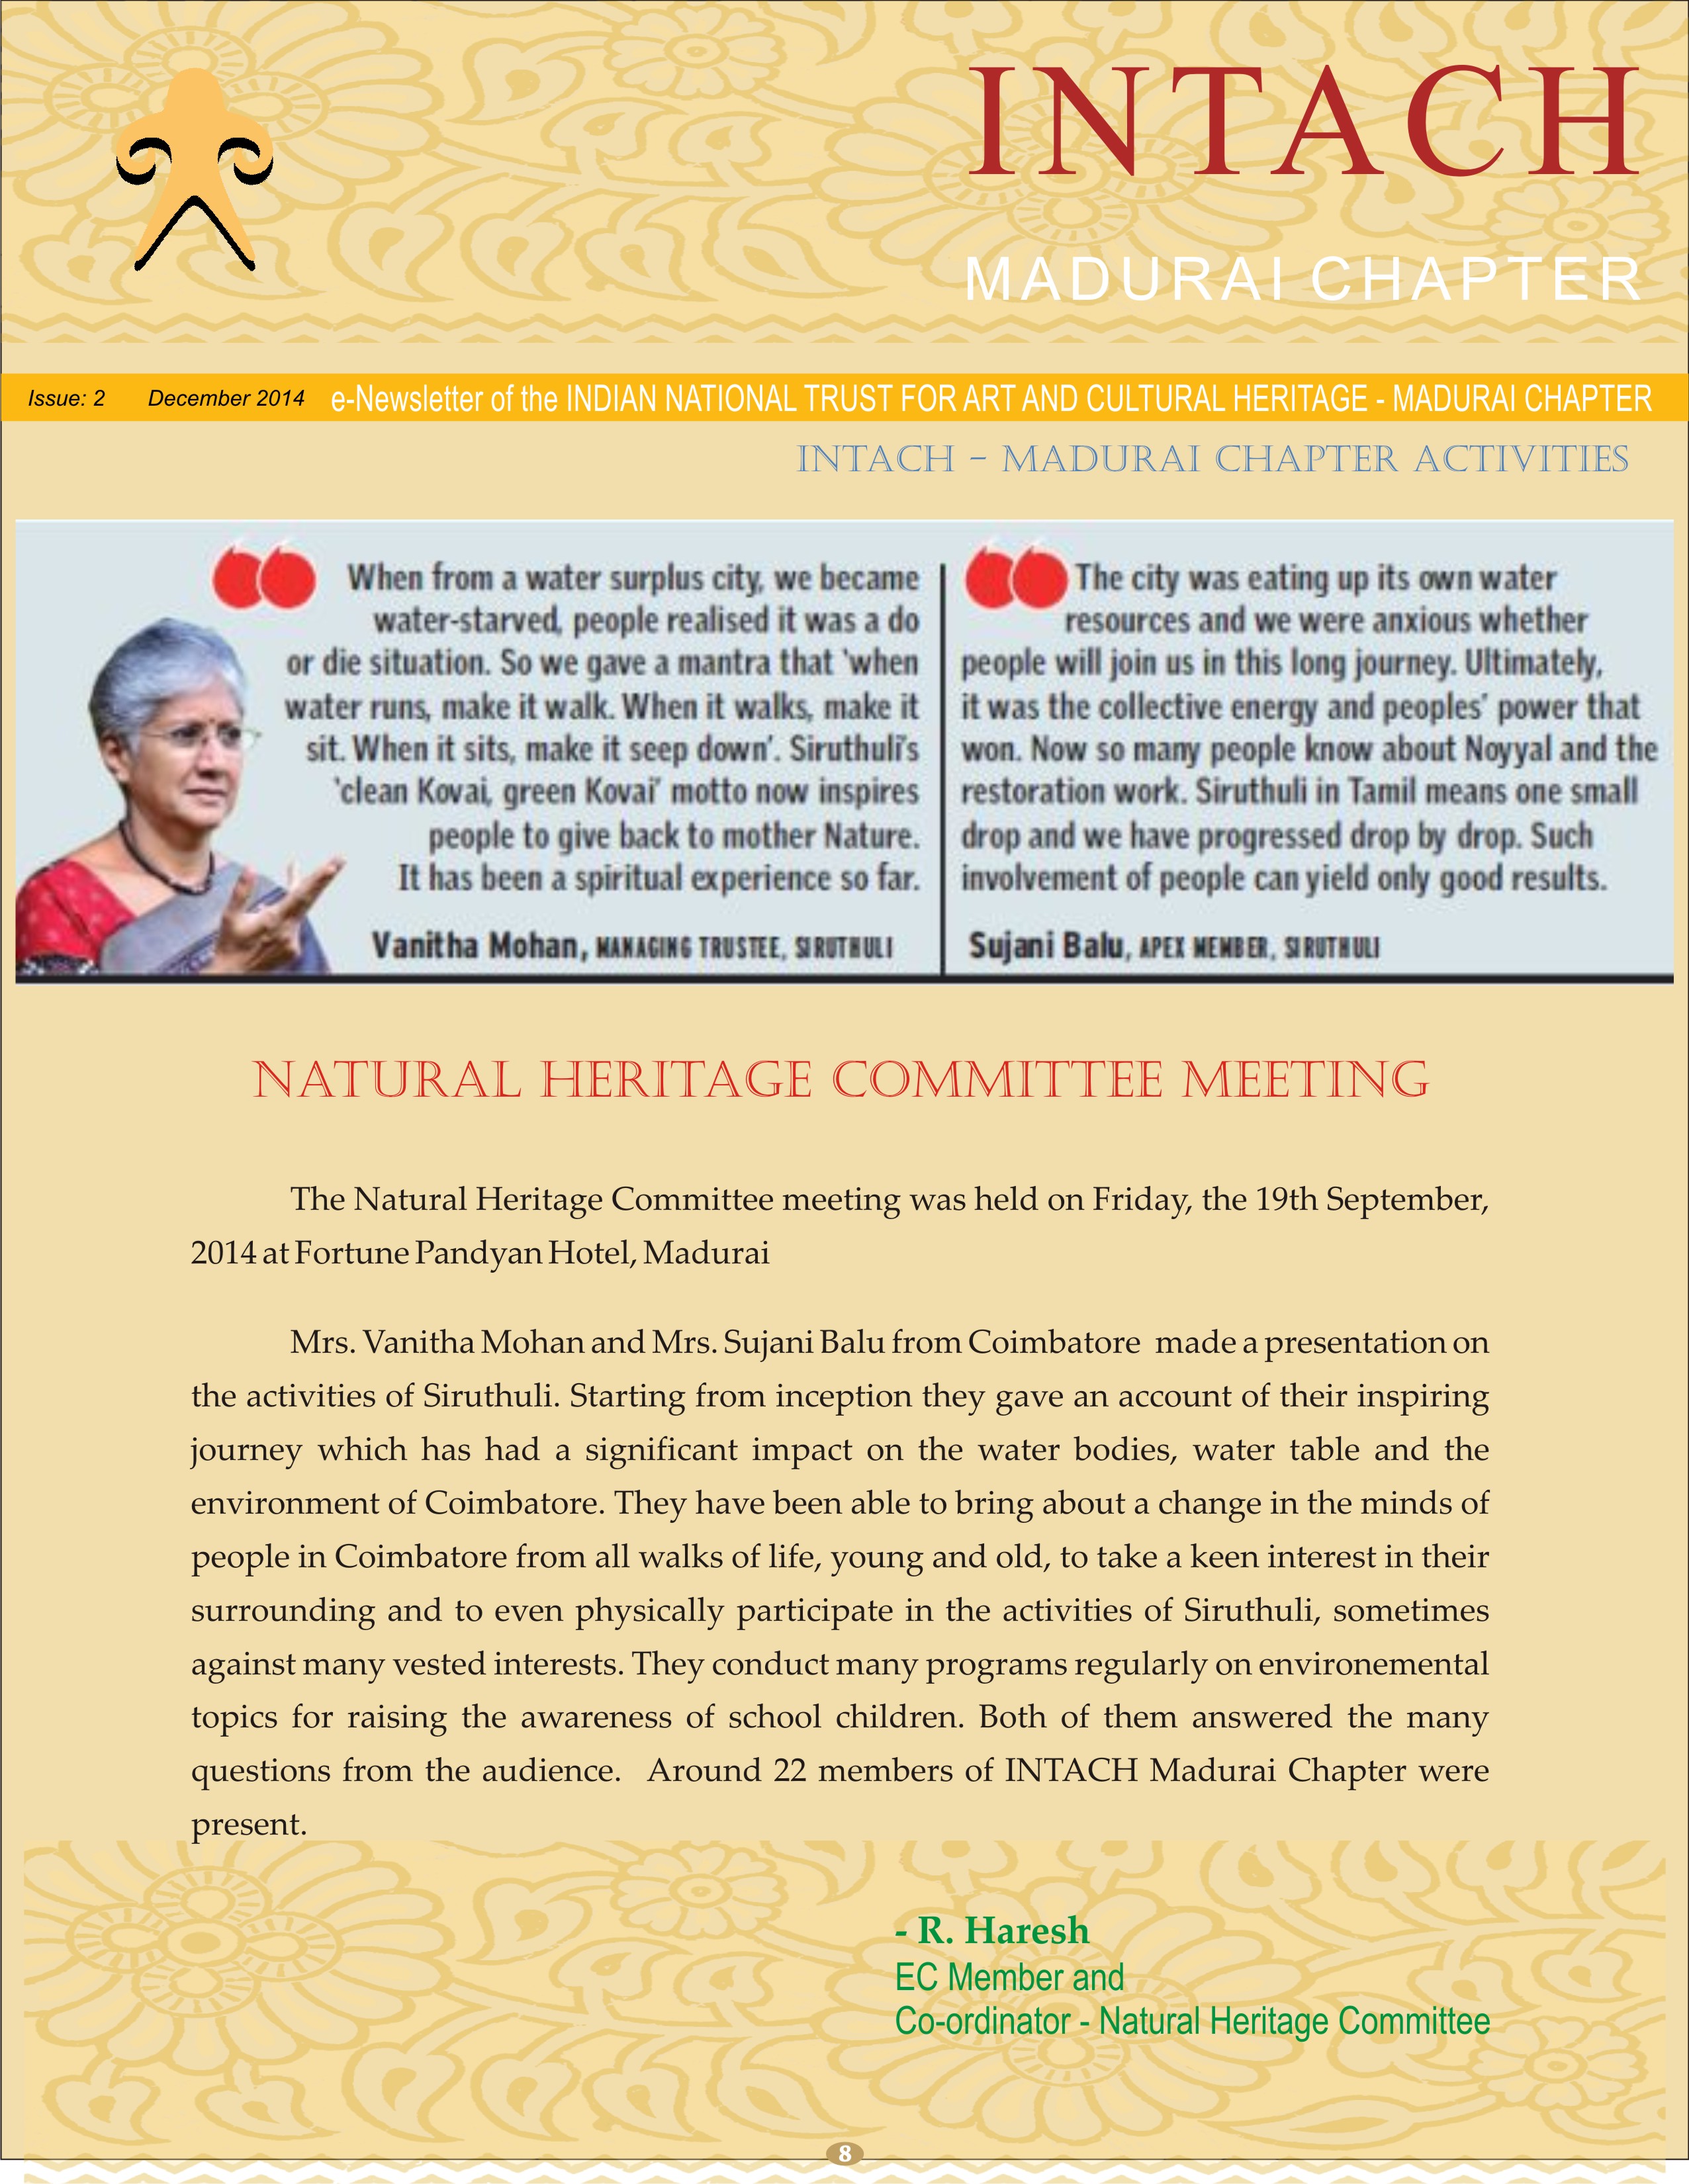 INTACH
MADURAI CHAPTER
Issue: 2 December 2014 e-Newsletter of the INDIAN NATIONAL TRUST FOR ART AND CULTURAL HERITAGE - MADURAI CHAPTER
INTACH - MADURAI CHAPTER ACTIVITIES
When from a water surplus city, we became
water-starved, people realised it was a do
or die situation. So we gave a mantra that 'when
water runs, make it walk. When it walks, make it
sit. When it sits, make it seep down'. Siruthuli's
'clean Kovai, green Kovai' motto now inspires
people to give back to mother Nature.
It has been a spiritual experience so far.
Vanitha Mohan, MANAGING TRUSTEE, SIRUTHULI
The city was eating up its own water
resources and we were anxious whether
people will join us in this long journey. Ultimately,
it was the collective energy and peoples' power that
won. Now so many people know about Noyyal and the
restoration work. Siruthuli in Tamil means one small
drop and we have progressed drop by drop. Such
involvement of people can yield only good results.
Sujani Balu, APEX MEMBER, SIRUTHULI
NATURAL HERITAGE COMMITTEE MEETING
The Natural Heritage Committee meeting was held on Friday, the 19th September,
2014 at Fortune Pandyan Hotel, Madurai
Mrs. Vanitha Mohan and Mrs. Sujani Balu from Coimbatore made a presentation on
the activities of Siruthuli. Starting from inception they gave an account of their inspiring
journey which has had a significant impact on the water bodies, water table and the
environment of Coimbatore. They have been able to bring about a change in the minds of
people in Coimbatore from all walks of life, young and old, to take a keen interest in their
surrounding and to even physically participate in the activities of Siruthuli, sometimes
against many vested interests. They conduct many programs regularly on environemental
topics for raising the awareness of school children. Both of them answered the many
questions from the audience. Around 22 members of INTACH Madurai Chapter were
present.
- R. Haresh
EC Member and
Co-ordinator - Natural Heritage Committee
8